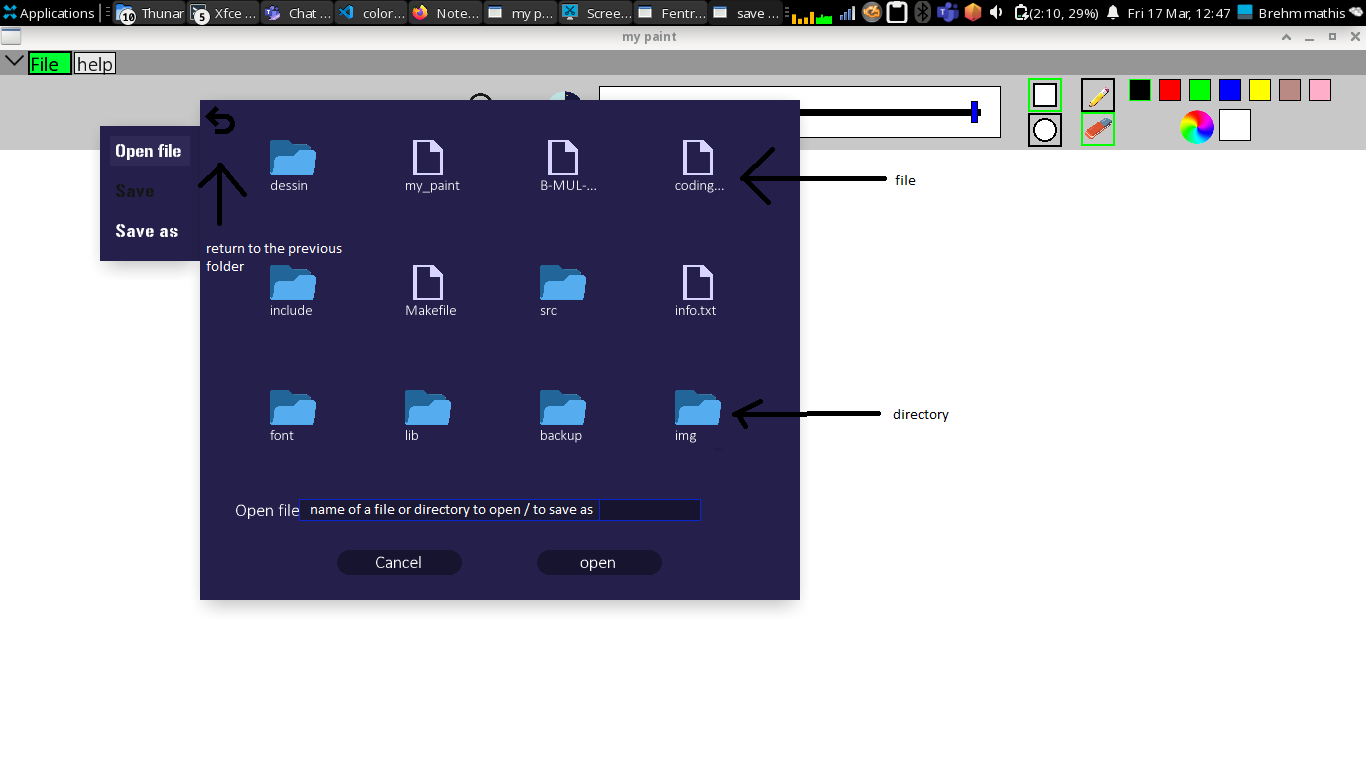 Applications 10 Thunar 5 Xfce ... Chat ... color... Note... my p... Scree... Fentr... save ... (2:10, 29%) Fri 17 Mar, 12:47 Brehm mathis
my paint
File help
Open file
Save
Save as
return to the previous
folder
dessin my_paint B-MUL-... coding...
file
include Makefile src info.txt
font lib backup img
directory
Open file name of a file or directory to open / to save as
Cancel open